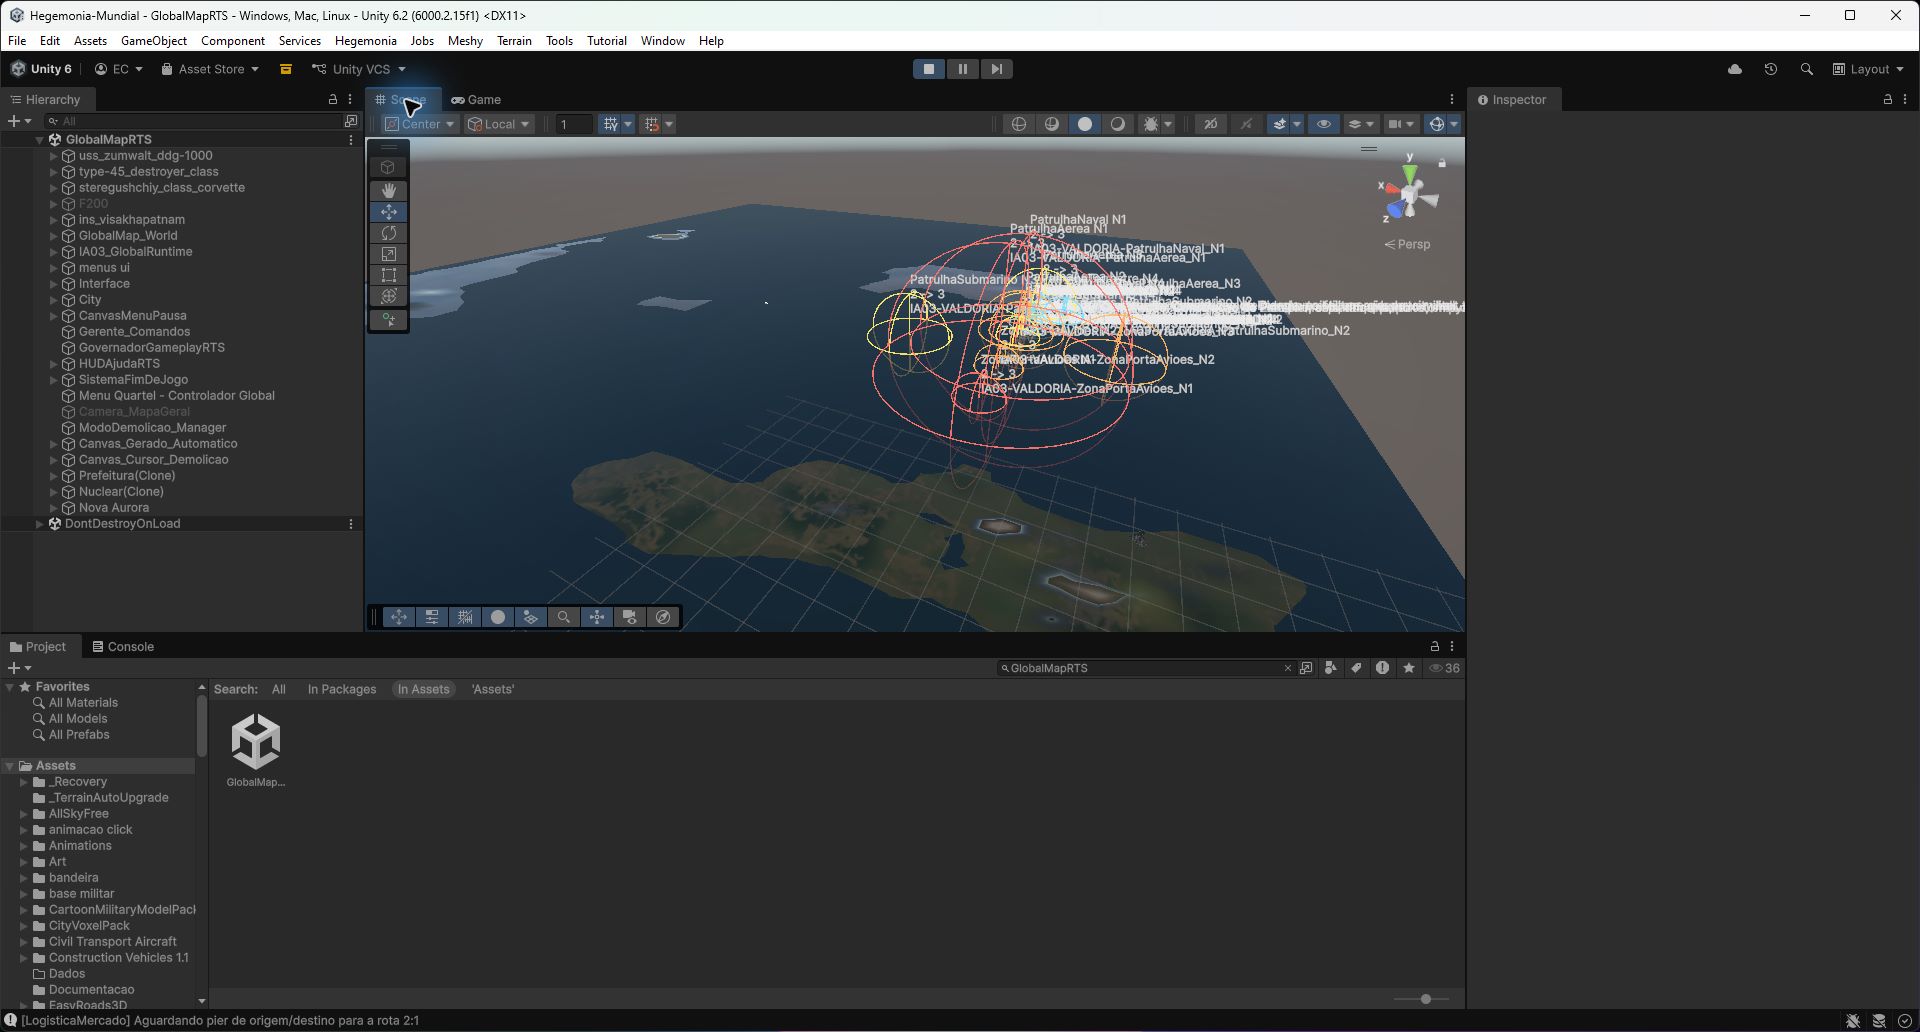 Hegemonia-Mundial - GlobalMapRTS - Windows, Mac, Linux - Unity 6.2 (6000.2.15f1) <DX11>
File Edit Assets GameObject Component Services Hegemonia Jobs Meshy Terrain Tools Tutorial Window Help
Unity 6 EC Asset Store Unity VCS Layout
Hierarchy
All
GlobalMapRTS
uss_zumwalt_ddg-1000
type-45_destroyer_class
steregushchiy_class_corvette
F200
ins_visakhapatnam
GlobalMap_World
IA03_GlobalRuntime
menus ui
Interface
City
CanvasMenuPausa
Gerente_Comandos
GovernadorGameplayRTS
HUDAjudaRTS
SistemaFimDeJogo
Menu Quartel - Controlador Global
Camera_MapaGeral
ModoDemolicao_Manager
Canvas_Gerado_Automatico
Canvas_Cursor_Demolicao
Prefeitura(Clone)
Nuclear(Clone)
Nova Aurora
DontDestroyOnLoad
Scene Game
Center Local 1 2D
y
x
z
Persp
PatrulhaNaval N1
PatrulhaAerea N1
IA03-VALDORIA-PatrulhaNaval_N1
IA03-VALDORIA-PatrulhaAerea_N1
PatrulhaSubmarino
IA03-VALDORIA-ZonaPortaAvioes_N2
IA03-VALDORIA-ZonaPortaAvioes_N1
Inspector
Project Console
GlobalMapRTS
36
Favorites
All Materials
All Models
All Prefabs
Assets
_Recovery
_TerrainAutoUpgrade
AllSkyFree
animacao click
Animations
Art
bandeira
base militar
CartoonMilitaryModelPack
CityVoxelPack
Civil Transport Aircraft
Construction Vehicles 1.1
Dados
Documentacao
EasyRoads3D
Search: All In Packages In Assets 'Assets'
GlobalMap...
[LogisticaMercado] Aguardando pier de origem/destino para a rota 2:1